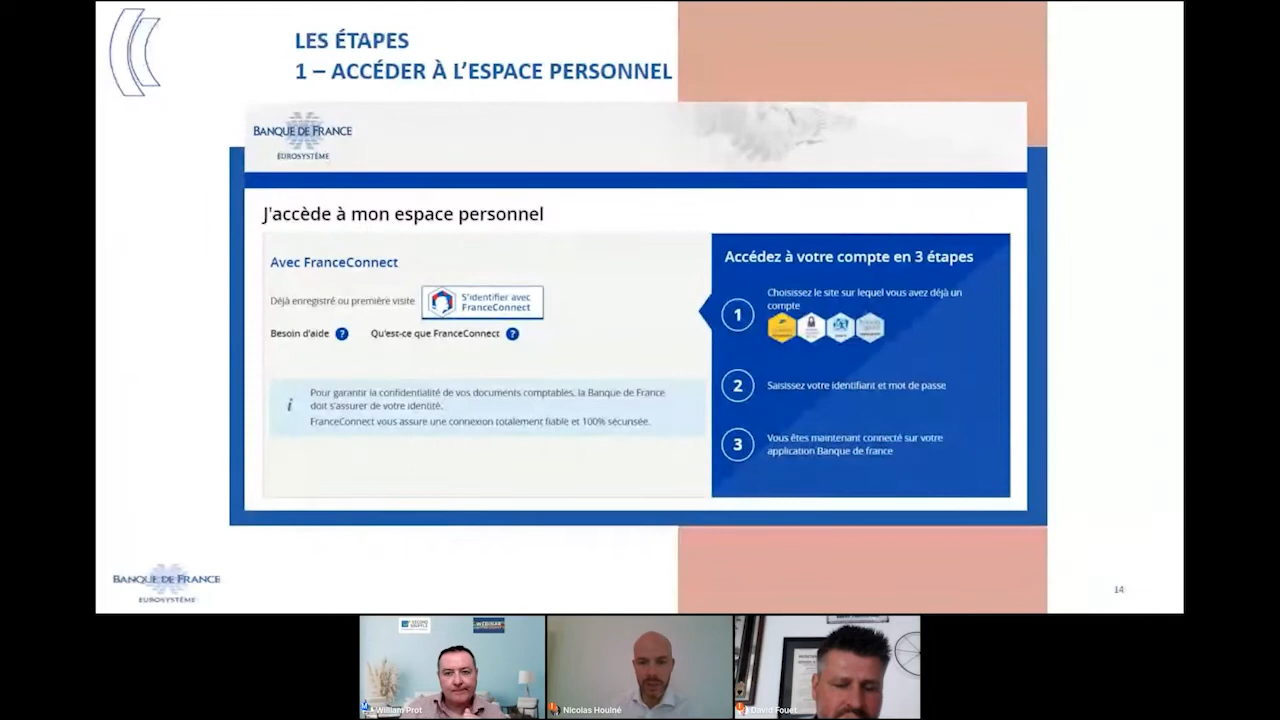 LES ÉTAPES
1 – ACCÉDER À L'ESPACE PERSONNEL
BANQUE DE FRANCE
EUROSYSTÈME
J'accède à mon espace personnel
Avec FranceConnect
Déjà enregistré ou première visite
S'identifier avec
FranceConnect
Besoin d'aide ?
Qu'est-ce que FranceConnect ?
i
Pour garantir la confidentialité de vos documents comptables, la Banque de France
doit s'assurer de votre identité.
FranceConnect vous assure une connexion totalement fiable et 100% sécurisée.
Accédez à votre compte en 3 étapes
1
Choisissez le site sur lequel vous avez déjà un
compte
2
Saisissez votre identifiant et mot de passe
3
Vous êtes maintenant connecté sur votre
application Banque de france
BANQUE DE FRANCE
EUROSYSTÈME
14
WEBINAR
William Prot
Nicolas Houlné
David Fouet